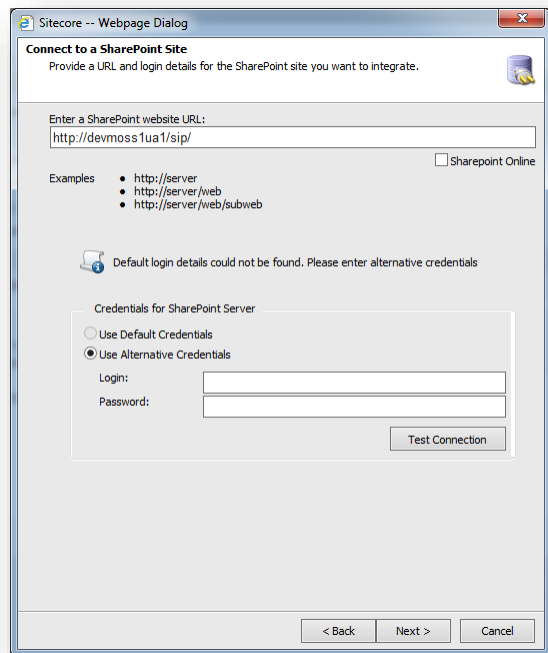 Sitecore -- Webpage Dialog
Connect to a SharePoint Site
Provide a URL and login details for the SharePoint site you want to integrate.
Enter a SharePoint website URL:
http://devmoss1ua1/sip/
Sharepoint Online
Examples
http://server
http://server/web
http://server/web/subweb
Default login details could not be found. Please enter alternative credentials
Credentials for SharePoint Server
Use Default Credentials
Use Alternative Credentials
Login:
Password:
Test Connection
< Back
Next >
Cancel